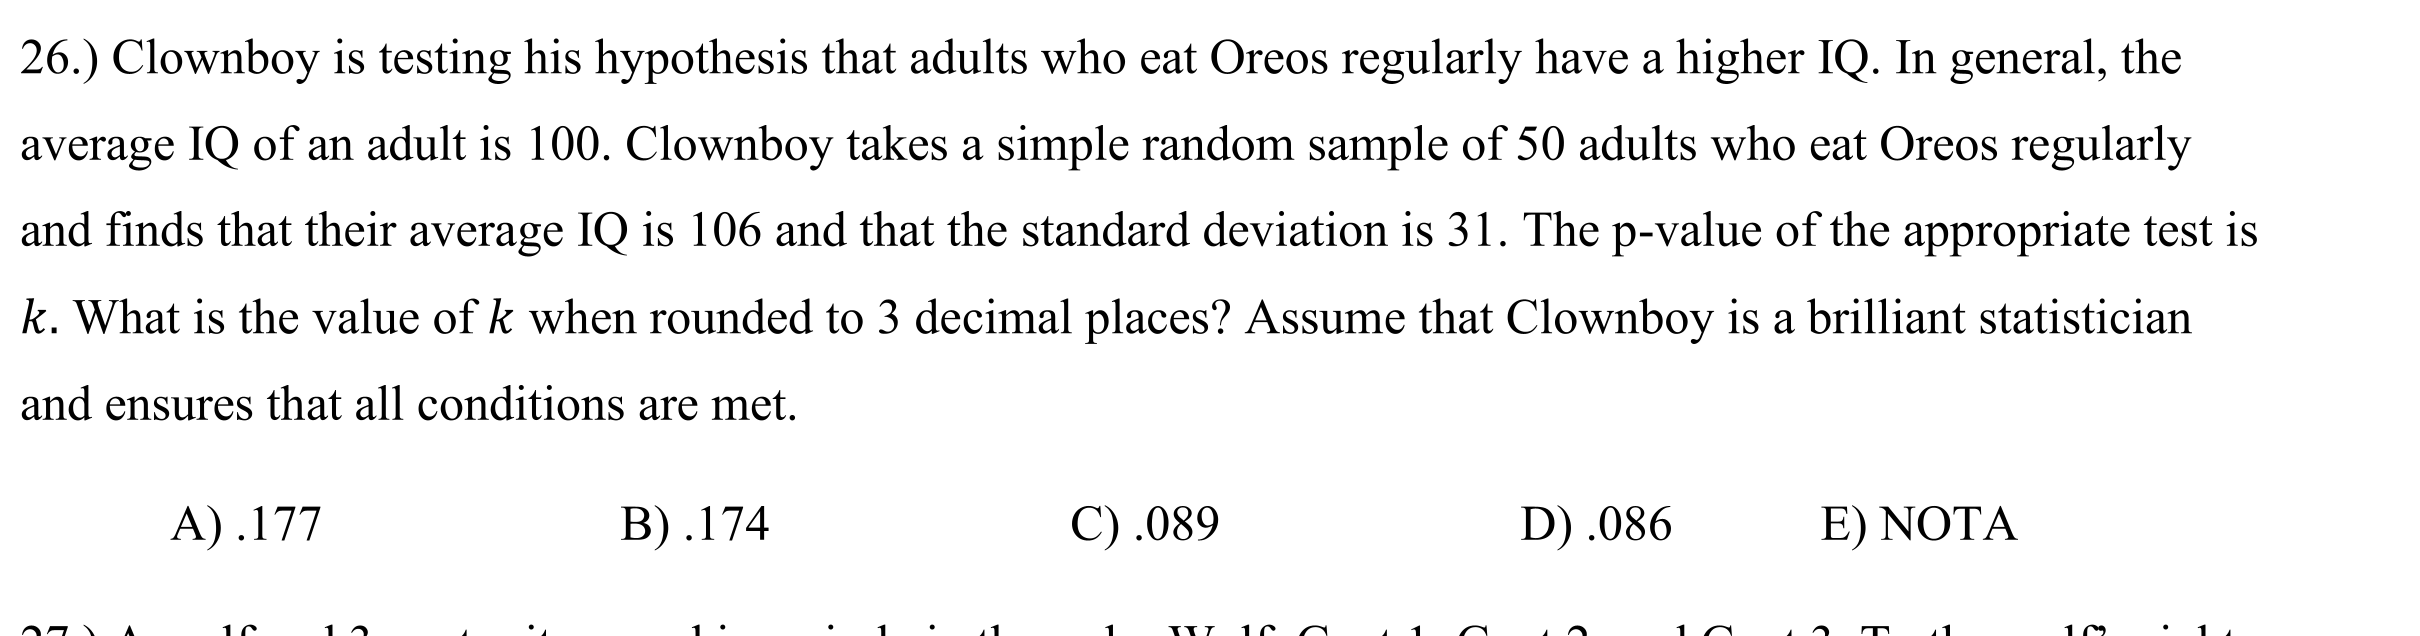 26.) Clownboy is testing his hypothesis that adults who eat Oreos regularly have a higher IQ. In general, the
average IQ of an adult is 100. Clownboy takes a simple random sample of 50 adults who eat Oreos regularly
and finds that their average IQ is 106 and that the standard deviation is 31. The p-value of the appropriate test is
k. What is the value of k when rounded to 3 decimal places? Assume that Clownboy is a brilliant statistician
and ensures that all conditions are met.
A) .177 B) .174 C) .089 D) .086 E) NOTA